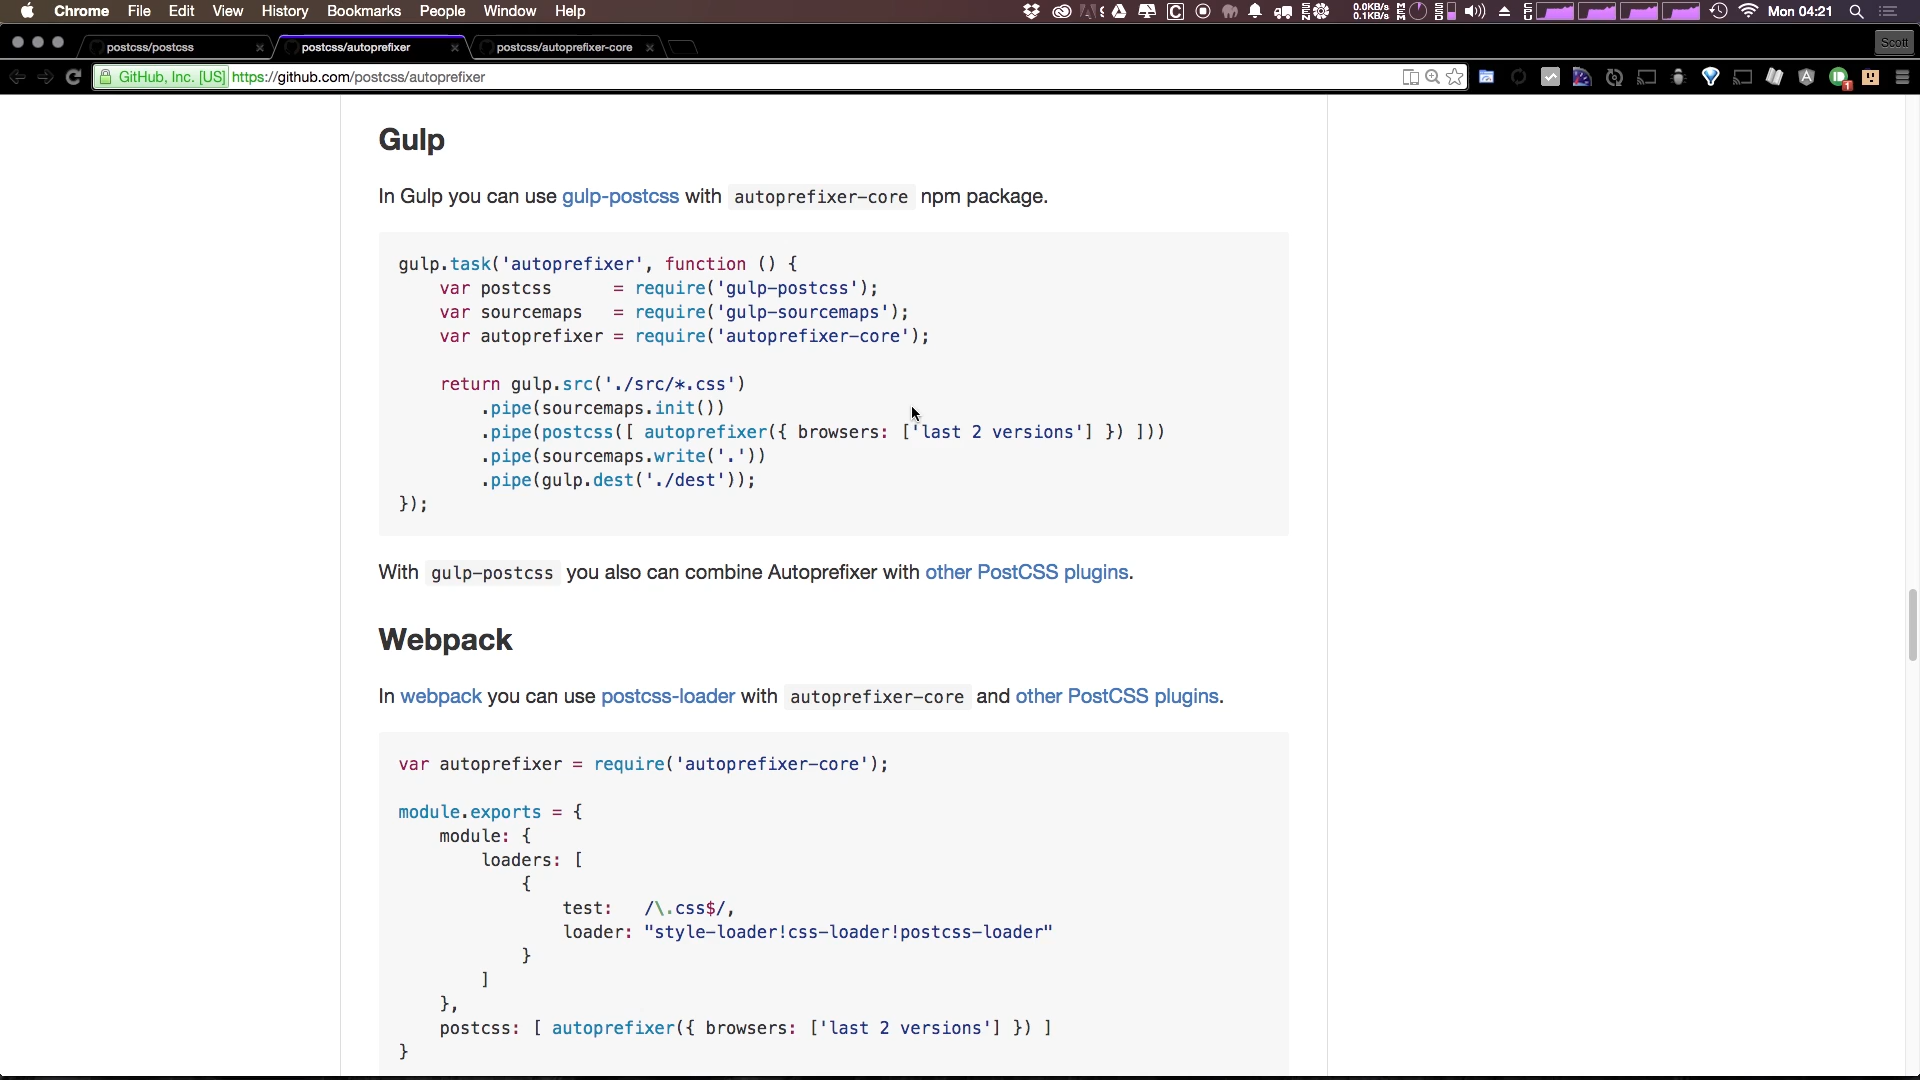 Chrome File Edit View History Bookmarks People Window Help 0.0KB/s 0.1KB/s Mon 04:21
postcss/postcss postcss/autoprefixer postcss/autoprefixer-core Scott
GitHub, Inc. [US] https://github.com/postcss/autoprefixer
Gulp
In Gulp you can use gulp-postcss with autoprefixer-core npm package.
gulp.task('autoprefixer', function () {
    var postcss      = require('gulp-postcss');
    var sourcemaps   = require('gulp-sourcemaps');
    var autoprefixer = require('autoprefixer-core');
    return gulp.src('./src/*.css')
        .pipe(sourcemaps.init())
        .pipe(postcss([ autoprefixer({ browsers: ['last 2 versions'] }) ]))
        .pipe(sourcemaps.write('.'))
        .pipe(gulp.dest('./dest'));
});
With gulp-postcss you also can combine Autoprefixer with other PostCSS plugins.
Webpack
In webpack you can use postcss-loader with autoprefixer-core and other PostCSS plugins.
var autoprefixer = require('autoprefixer-core');
module.exports = {
    module: {
        loaders: [
            {
                test:   /\.css$/,
                loader: "style-loader!css-loader!postcss-loader"
            }
        ]
    },
    postcss: [ autoprefixer({ browsers: ['last 2 versions'] }) ]
}